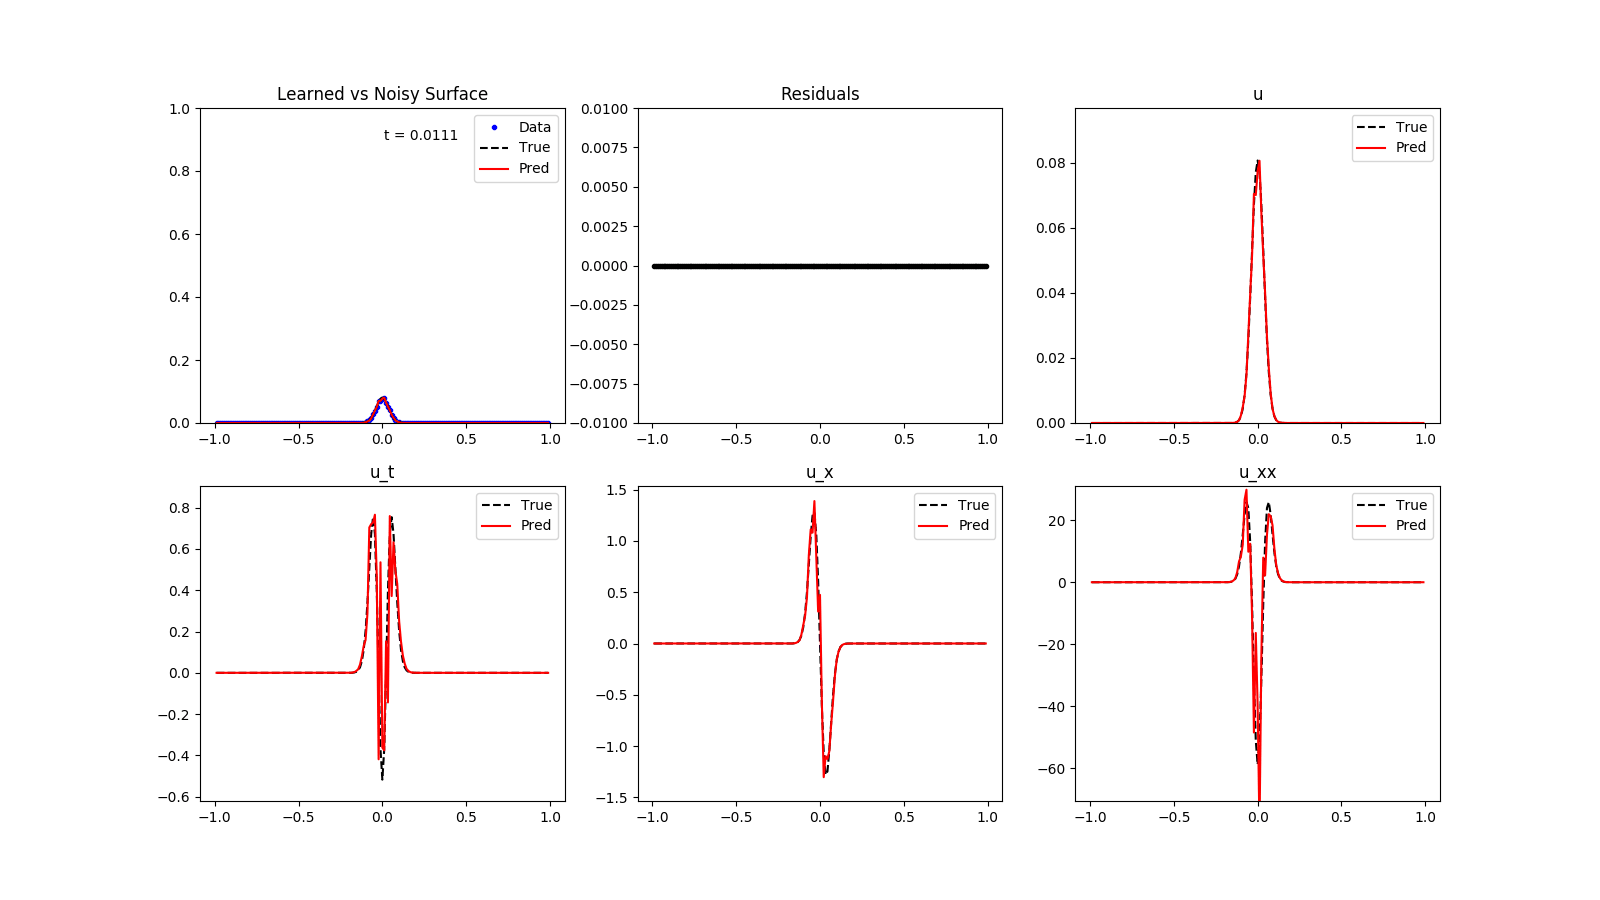 Learned vs Noisy Surface
1.0
0.8
0.6
0.4
0.2
0.0
t = 0.0111
Data
True
Pred
−1.0 −0.5 0.0 0.5 1.0
Residuals
0.0100
0.0075
0.0050
0.0025
0.0000
−0.0025
−0.0050
−0.0075
−0.0100
−1.0 −0.5 0.0 0.5 1.0
u
0.08
0.06
0.04
0.02
0.00
True
Pred
−1.0 −0.5 0.0 0.5 1.0
u_t
0.8
0.6
0.4
0.2
0.0
−0.2
−0.4
−0.6
True
Pred
−1.0 −0.5 0.0 0.5 1.0
u_x
1.5
1.0
0.5
0.0
−0.5
−1.0
−1.5
True
Pred
−1.0 −0.5 0.0 0.5 1.0
u_xx
20
0
−20
−40
−60
True
Pred
−1.0 −0.5 0.0 0.5 1.0